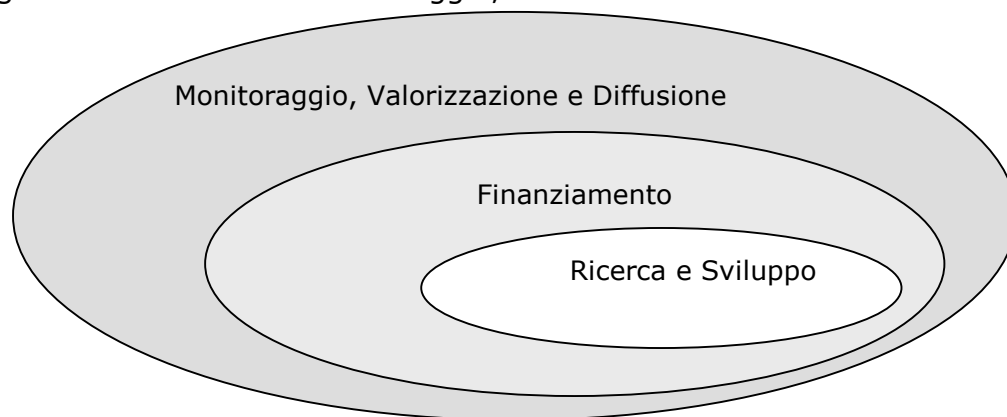 Monitoraggio, Valorizzazione e Diffusione
Finanziamento
Ricerca e Sviluppo